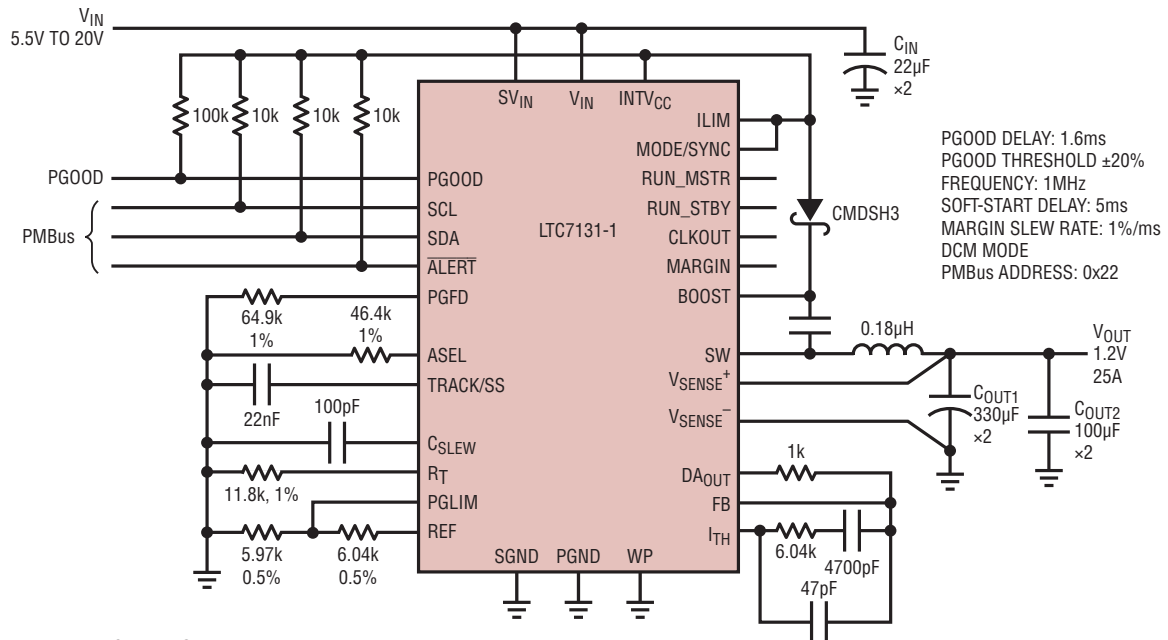 VIN
5.5V TO 20V
CIN
22µF
×2
100k
10k
10k
10k
SVIN
VIN
INTVCC
ILIM
MODE/SYNC
RUN_MSTR
RUN_STBY
CLKOUT
MARGIN
BOOST
SW
VSENSE+
VSENSE–
DAOUT
FB
ITH
LTC7131-1
PGOOD
PMBus
PGOOD
SCL
SDA
ALERT
PGFD
ASEL
TRACK/SS
CSLEW
RT
PGLIM
REF
SGND
PGND
WP
64.9k
1%
46.4k
1%
22nF
100pF
11.8k, 1%
5.97k
0.5%
6.04k
0.5%
CMDSH3
PGOOD DELAY: 1.6ms
PGOOD THRESHOLD ±20%
FREQUENCY: 1MHz
SOFT-START DELAY: 5ms
MARGIN SLEW RATE: 1%/ms
DCM MODE
PMBus ADDRESS: 0x22
0.18µH
VOUT
1.2V
25A
COUT1
330µF
×2
COUT2
100µF
×2
1k
6.04k
4700pF
47pF